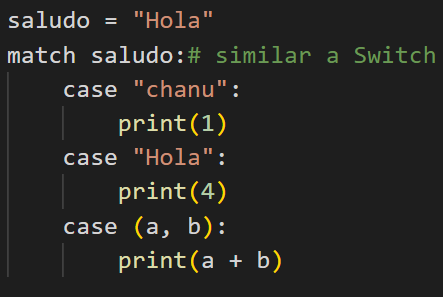 saludo = "Hola"
match saludo:# similar a Switch
    case "chanu":
        print(1)
    case "Hola":
        print(4)
    case (a, b):
        print(a + b)